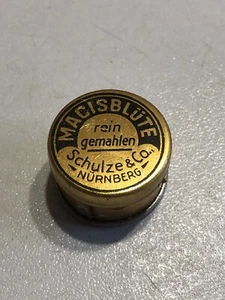 MACISBLÜTE
rein
gemahlen
Schulze & Co.,
NÜRNBERG